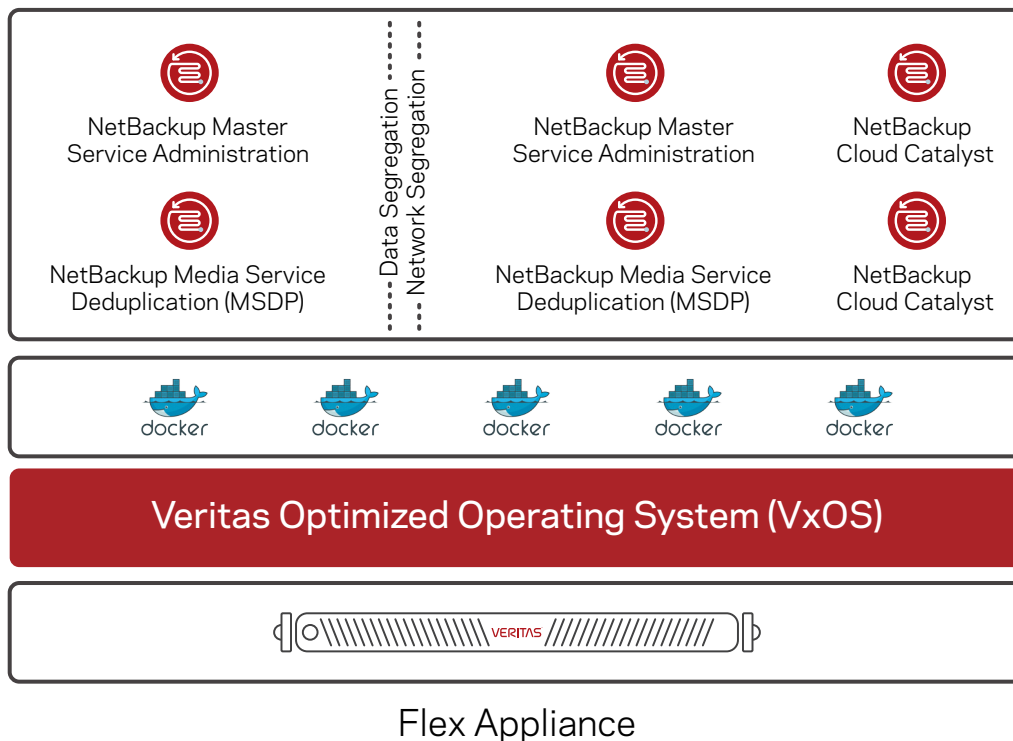 NetBackup Master
Service Administration
NetBackup Media Service
Deduplication (MSDP)
Data Segregation
Network Segregation
NetBackup Master
Service Administration
NetBackup
Cloud Catalyst
NetBackup Media Service
Deduplication (MSDP)
NetBackup
Cloud Catalyst
docker
docker
docker
docker
docker
Veritas Optimized Operating System (VxOS)
VERITAS
Flex Appliance